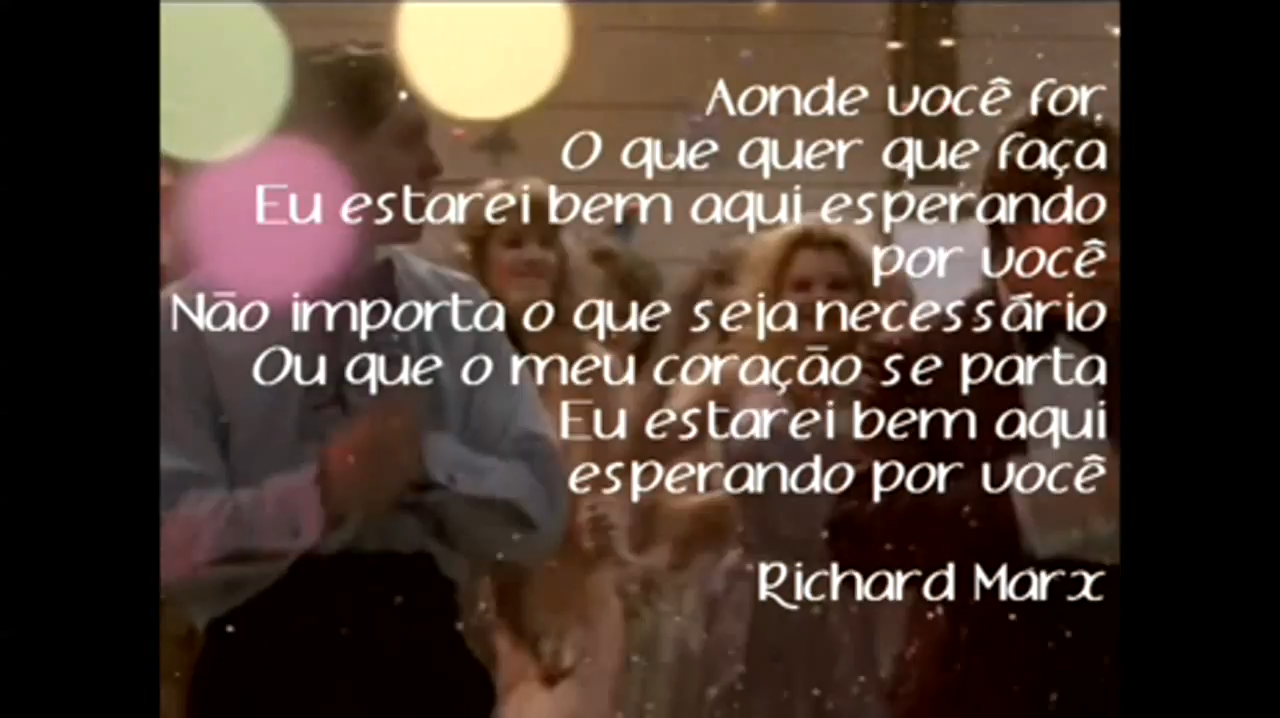 Aonde você for,
O que quer que faça
Eu estarei bem aqui esperando
por você
Não importa o que seja necessário
Ou que o meu coração se parta
Eu estarei bem aqui
esperando por você
Richard Marx